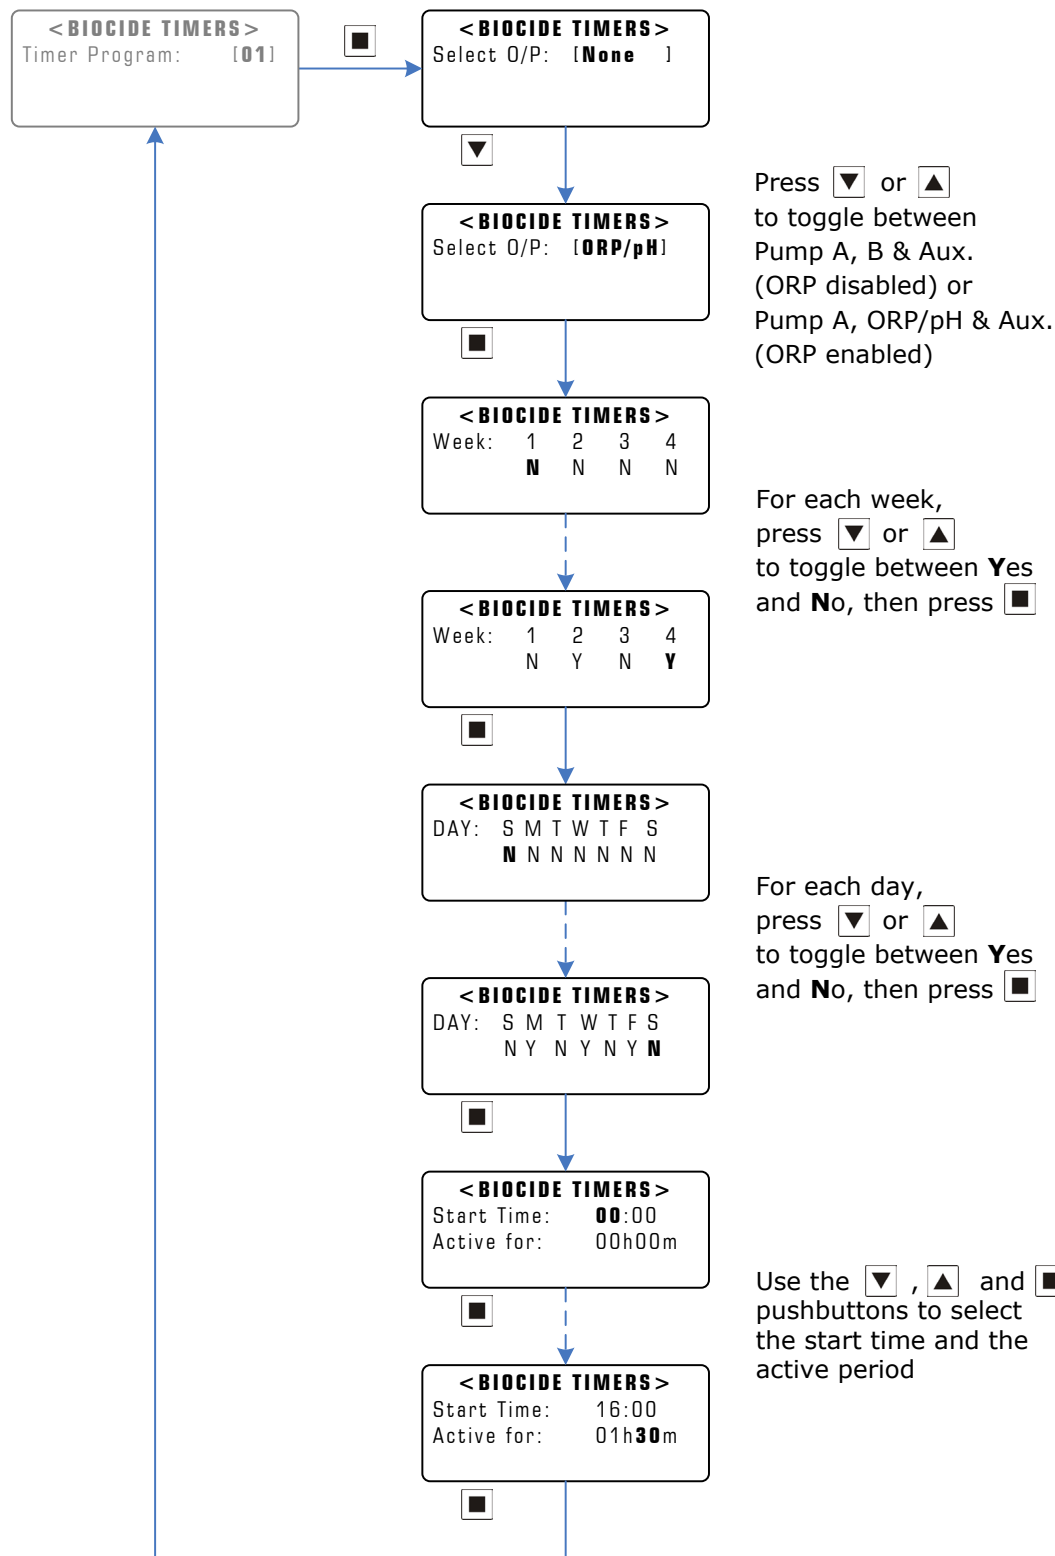 <BIOCIDE TIMERS>
Timer Program: [01]
<BIOCIDE TIMERS>
Select O/P: [None ]
<BIOCIDE TIMERS>
Select O/P: [ORP/pH]
Press ▼ or ▲
to toggle between
Pump A, B & Aux.
(ORP disabled) or
Pump A, ORP/pH & Aux.
(ORP enabled)
<BIOCIDE TIMERS>
Week: 1 2 3 4
N N N N
For each week,
press ▼ or ▲
to toggle between Yes
and No, then press ■
<BIOCIDE TIMERS>
Week: 1 2 3 4
N Y N Y
<BIOCIDE TIMERS>
DAY: S M T W T F S
N N N N N N N
For each day,
press ▼ or ▲
to toggle between Yes
and No, then press ■
<BIOCIDE TIMERS>
DAY: S M T W T F S
N Y N Y N Y N
<BIOCIDE TIMERS>
Start Time: 00:00
Active for: 00h00m
Use the ▼ , ▲ and ■
pushbuttons to select
the start time and the
active period
<BIOCIDE TIMERS>
Start Time: 16:00
Active for: 01h30m